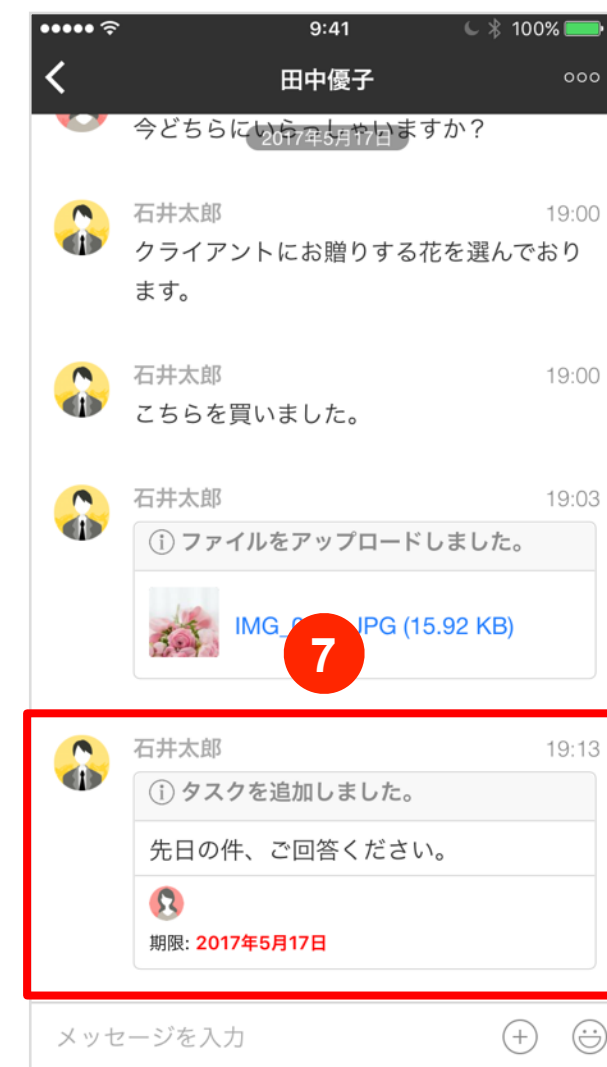 9:41 100%
田中優子
今どちらにいらっしゃいますか？
2017年5月17日
石井太郎 19:00
クライアントにお贈りする花を選んでおり
ます。
石井太郎 19:00
こちらを買いました。
石井太郎 19:03
ファイルをアップロードしました。
JPG (15.92 KB)
7
石井太郎 19:13
タスクを追加しました。
先日の件、ご回答ください。
期限: 2017年5月17日
メッセージを入力